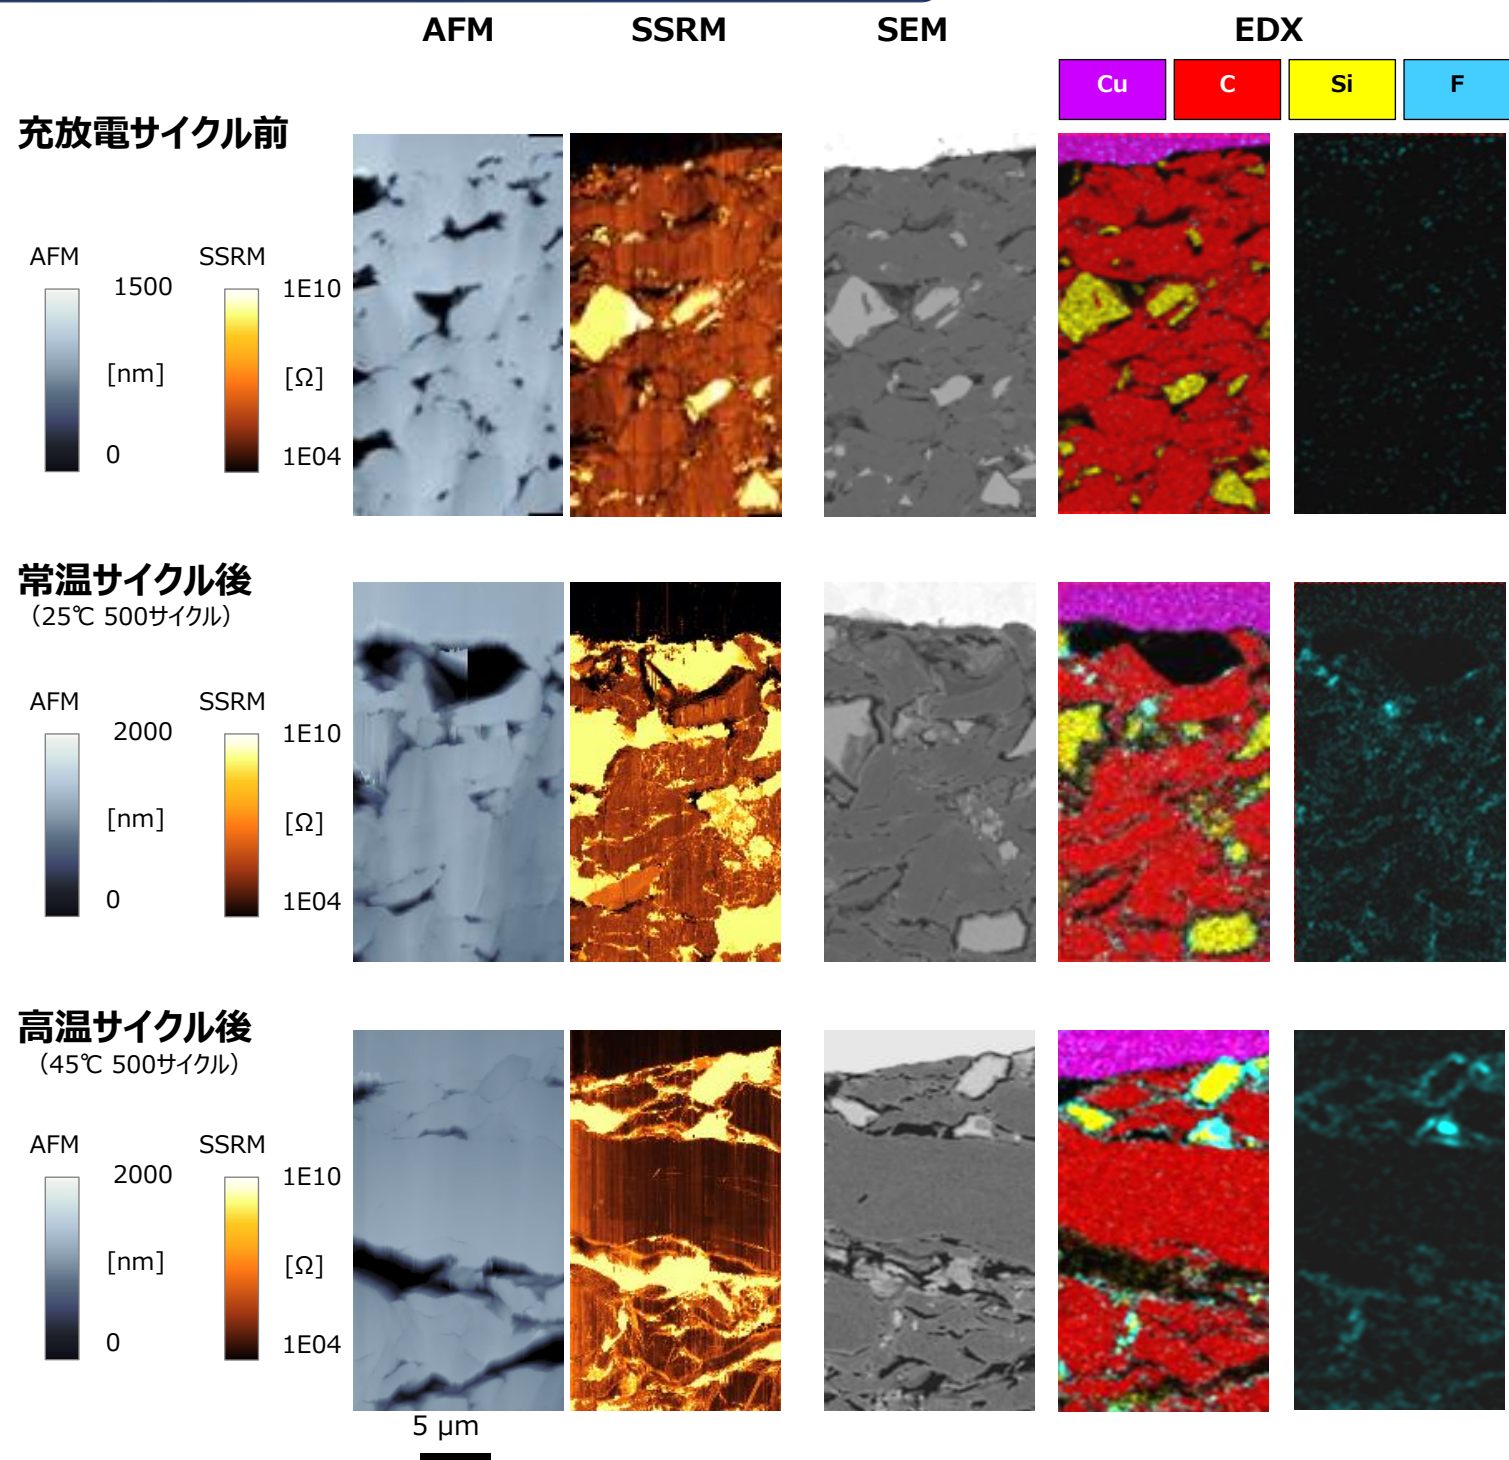 AFM SSRM SEM EDX
Cu C Si F
充放電サイクル前
AFM SSRM
1500 1E10
[nm] [Ω]
0 1E04
常温サイクル後
（25℃ 500サイクル）
AFM SSRM
2000 1E10
[nm] [Ω]
0 1E04
高温サイクル後
（45℃ 500サイクル）
AFM SSRM
2000 1E10
[nm] [Ω]
0 1E04
5 μm